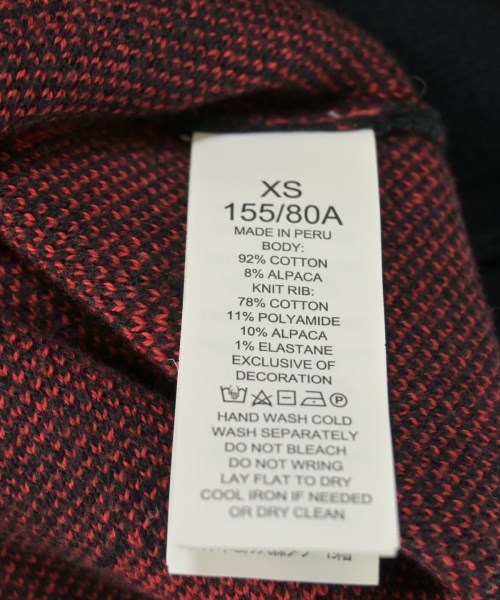 XS
155/80A
MADE IN PERU
BODY:
92% COTTON
8% ALPACA
KNIT RIB:
78% COTTON
11% POLYAMIDE
10% ALPACA
1% ELASTANE
EXCLUSIVE OF
DECORATION
HAND WASH COLD
WASH SEPARATELY
DO NOT BLEACH
DO NOT WRING
LAY FLAT TO DRY
COOL IRON IF NEEDED
OR DRY CLEAN